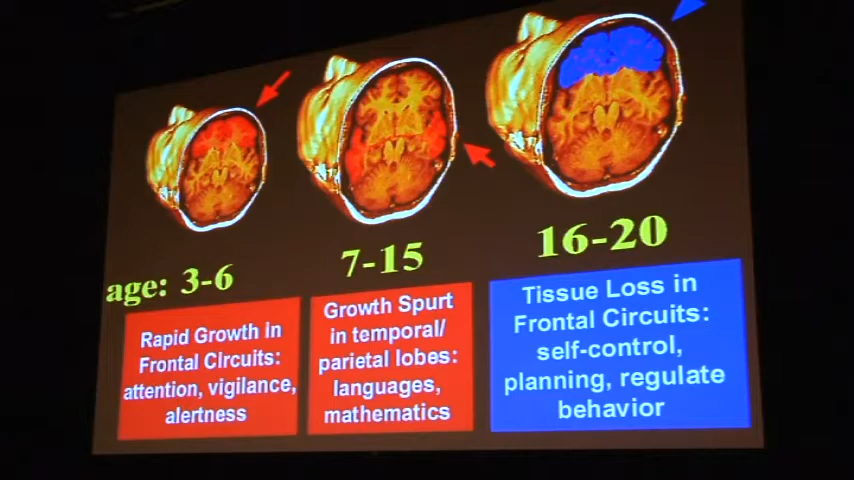 age: 3-6
7-15
16-20
Rapid Growth in
Frontal Circuits:
attention, vigilance,
alertness
Growth Spurt
in temporal/
parietal lobes:
languages,
mathematics
Tissue Loss in
Frontal Circuits:
self-control,
planning, regulate
behavior